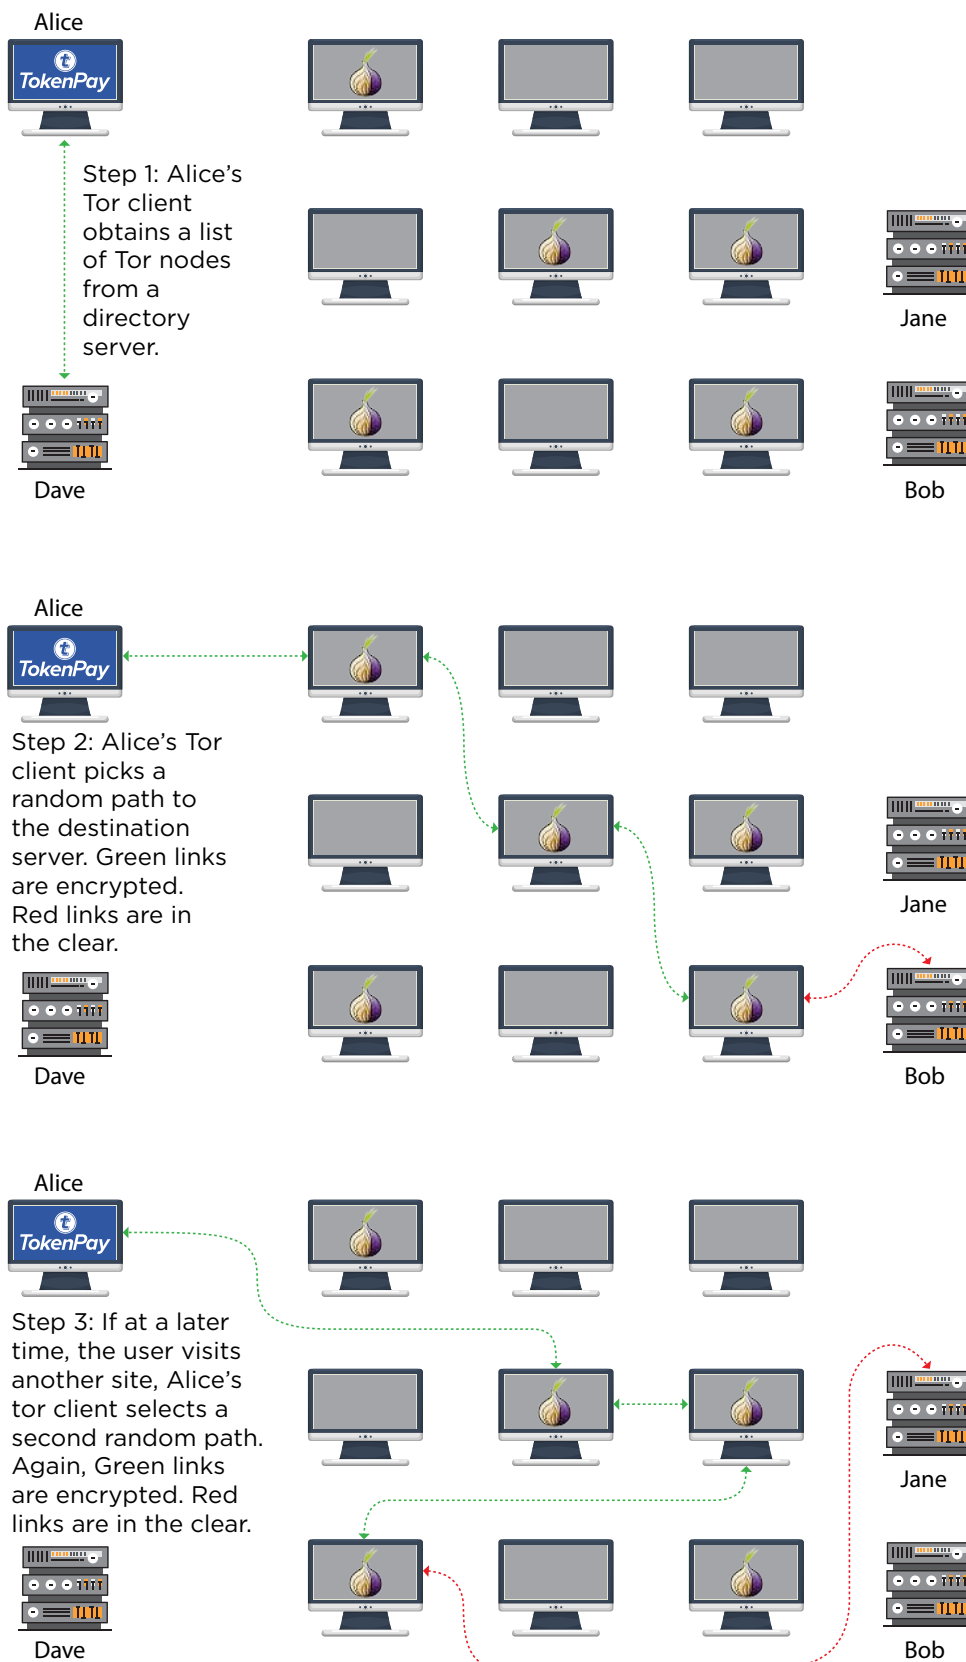 Alice
t
TokenPay
Step 1: Alice’s
Tor client
obtains a list
of Tor nodes
from a
directory
server.
Jane
Dave
Bob
Alice
t
TokenPay
Step 2: Alice’s Tor
client picks a
random path to
the destination
server. Green links
are encrypted.
Red links are in
the clear.
Jane
Dave
Bob
Alice
t
TokenPay
Step 3: If at a later
time, the user visits
another site, Alice’s
tor client selects a
second random path.
Again, Green links
are encrypted. Red
links are in the clear.
Jane
Dave
Bob